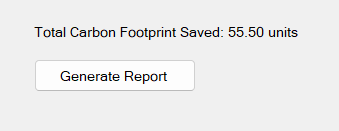 Total Carbon Footprint Saved: 55.50 units
Generate Report